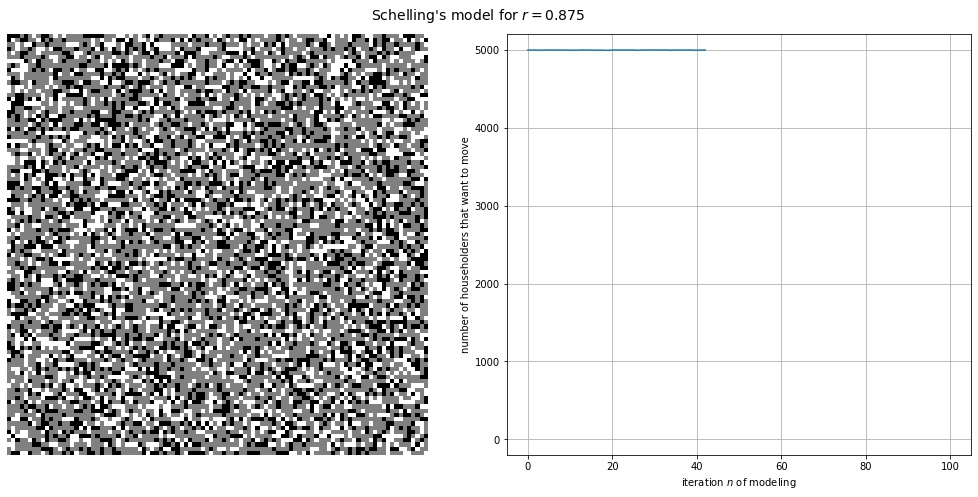 Schelling's model for r = 0.875
number of householders that want to move
5000
4000
3000
2000
1000
0
0 20 40 60 80 100
iteration n of modeling